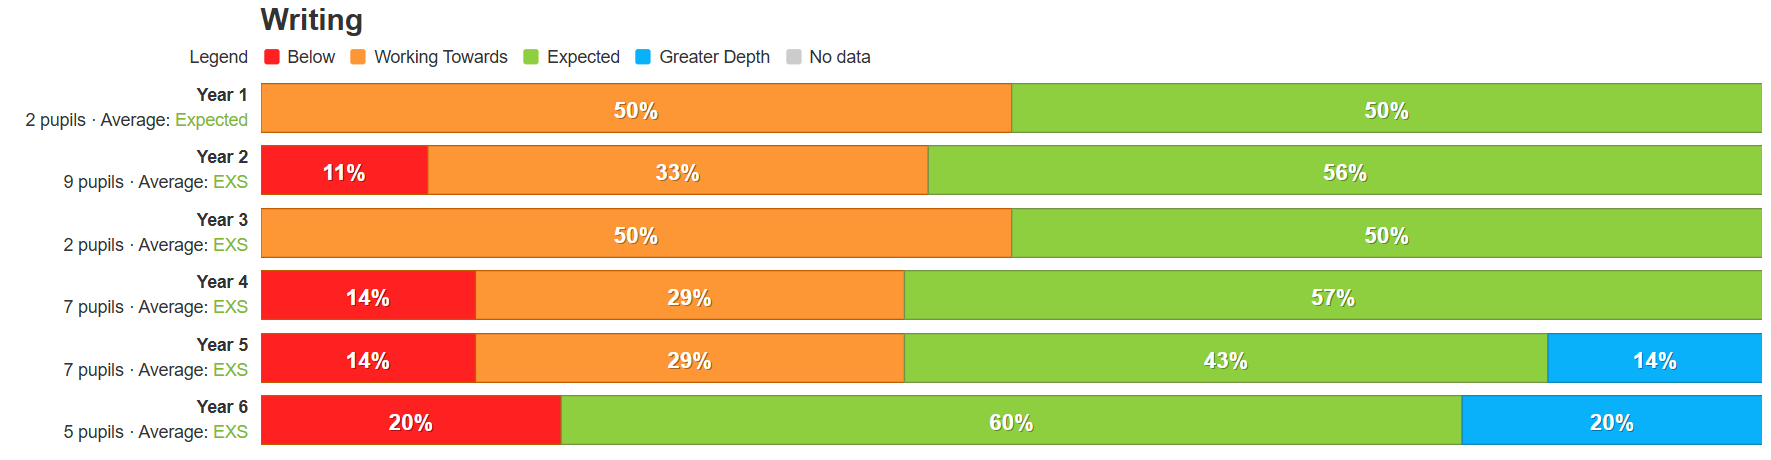 Writing
Legend Below Working Towards Expected Greater Depth No data
Year 1
2 pupils · Average: Expected
50% 50%
Year 2
9 pupils · Average: EXS
11% 33% 56%
Year 3
2 pupils · Average: EXS
50% 50%
Year 4
7 pupils · Average: EXS
14% 29% 57%
Year 5
7 pupils · Average: EXS
14% 29% 43% 14%
Year 6
5 pupils · Average: EXS
20% 60% 20%